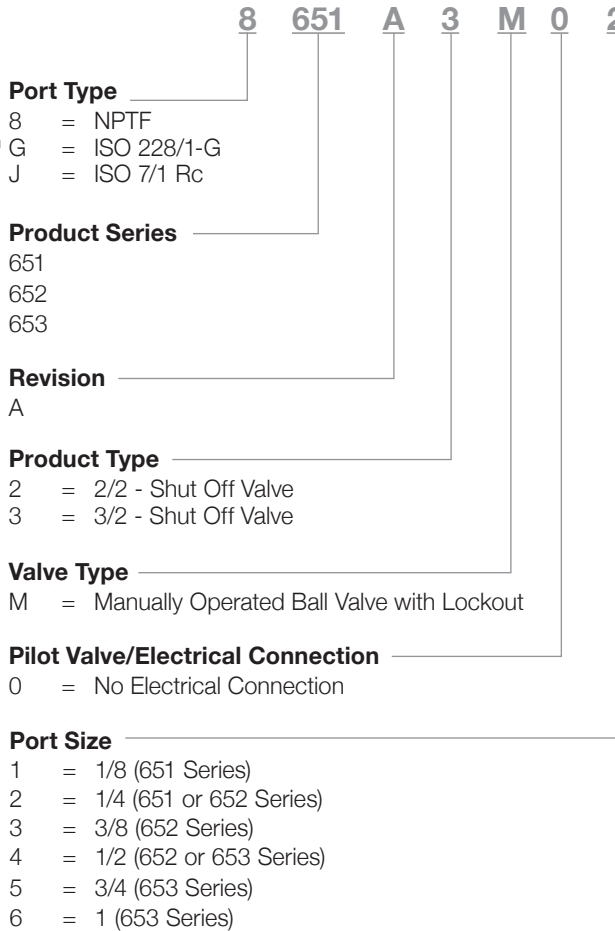 8 651 A 3 M 0 2
Port Type
8 = NPTF
G = ISO 228/1-G
J = ISO 7/1 Rc
Product Series
651
652
653
Revision
A
Product Type
2 = 2/2 - Shut Off Valve
3 = 3/2 - Shut Off Valve
Valve Type
M = Manually Operated Ball Valve with Lockout
Pilot Valve/Electrical Connection
0 = No Electrical Connection
Port Size
1 = 1/8 (651 Series)
2 = 1/4 (651 or 652 Series)
3 = 3/8 (652 Series)
4 = 1/2 (652 or 653 Series)
5 = 3/4 (653 Series)
6 = 1 (653 Series)